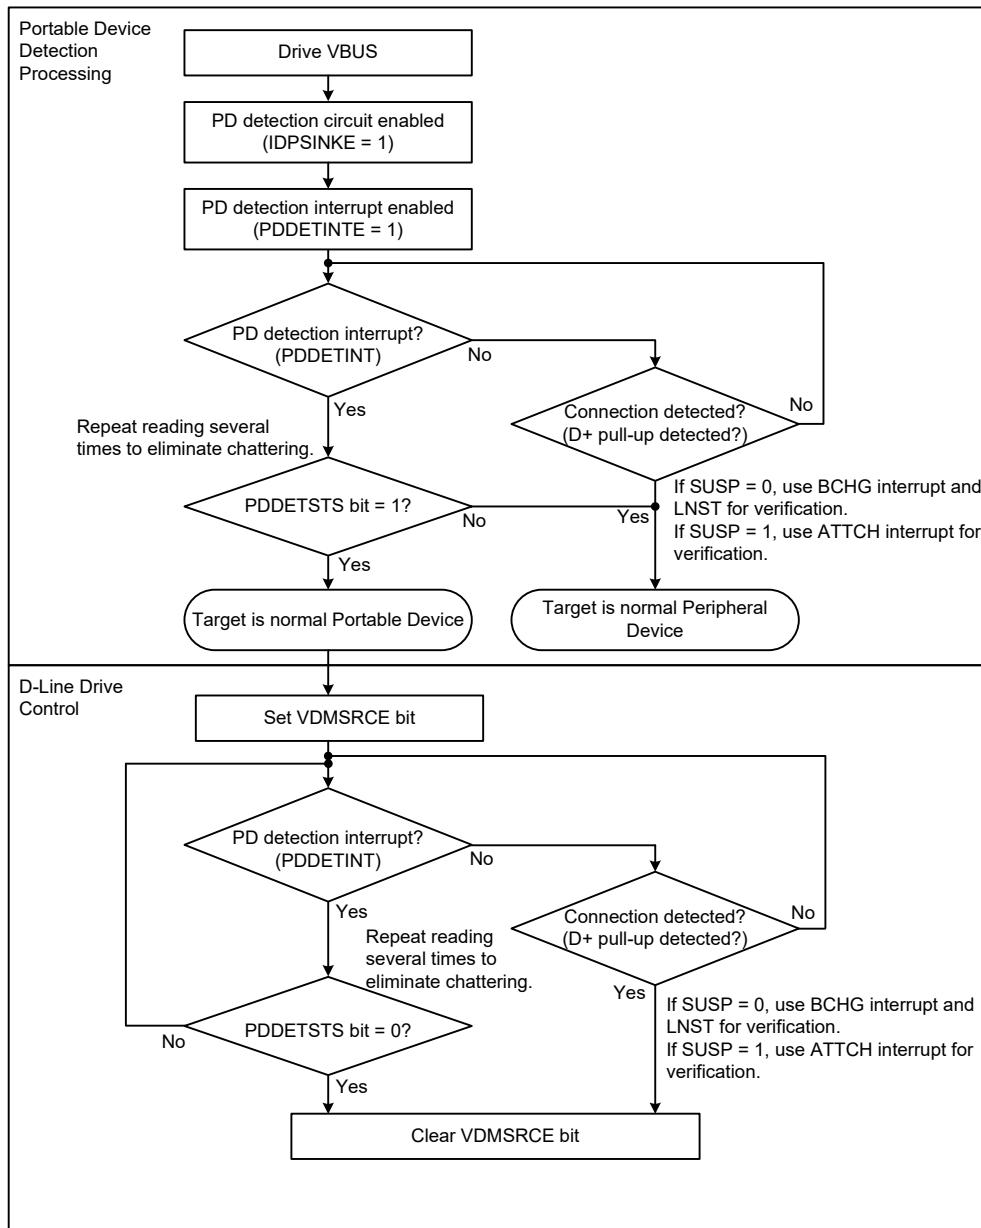 Portable Device
Detection
Processing
Drive VBUS
PD detection circuit enabled
(IDPSINKE = 1)
PD detection interrupt enabled
(PDDETINTE = 1)
PD detection interrupt?
(PDDETINT)
No
Yes
Connection detected?
(D+ pull-up detected?)
No
Repeat reading several
times to eliminate chattering.
PDDETSTS bit = 1?
No
Yes
If SUSP = 0, use BCHG interrupt and
LNST for verification.
If SUSP = 1, use ATTCH interrupt for
verification.
Yes
Target is normal Portable Device
Target is normal Peripheral
Device
D-Line Drive
Control
Set VDMSRCE bit
PD detection interrupt?
(PDDETINT)
No
Yes
Connection detected?
(D+ pull-up detected?)
No
Repeat reading
several times to
eliminate chattering.
Yes
If SUSP = 0, use BCHG interrupt and
LNST for verification.
If SUSP = 1, use ATTCH interrupt for
verification.
PDDETSTS bit = 0?
No
Yes
Clear VDMSRCE bit